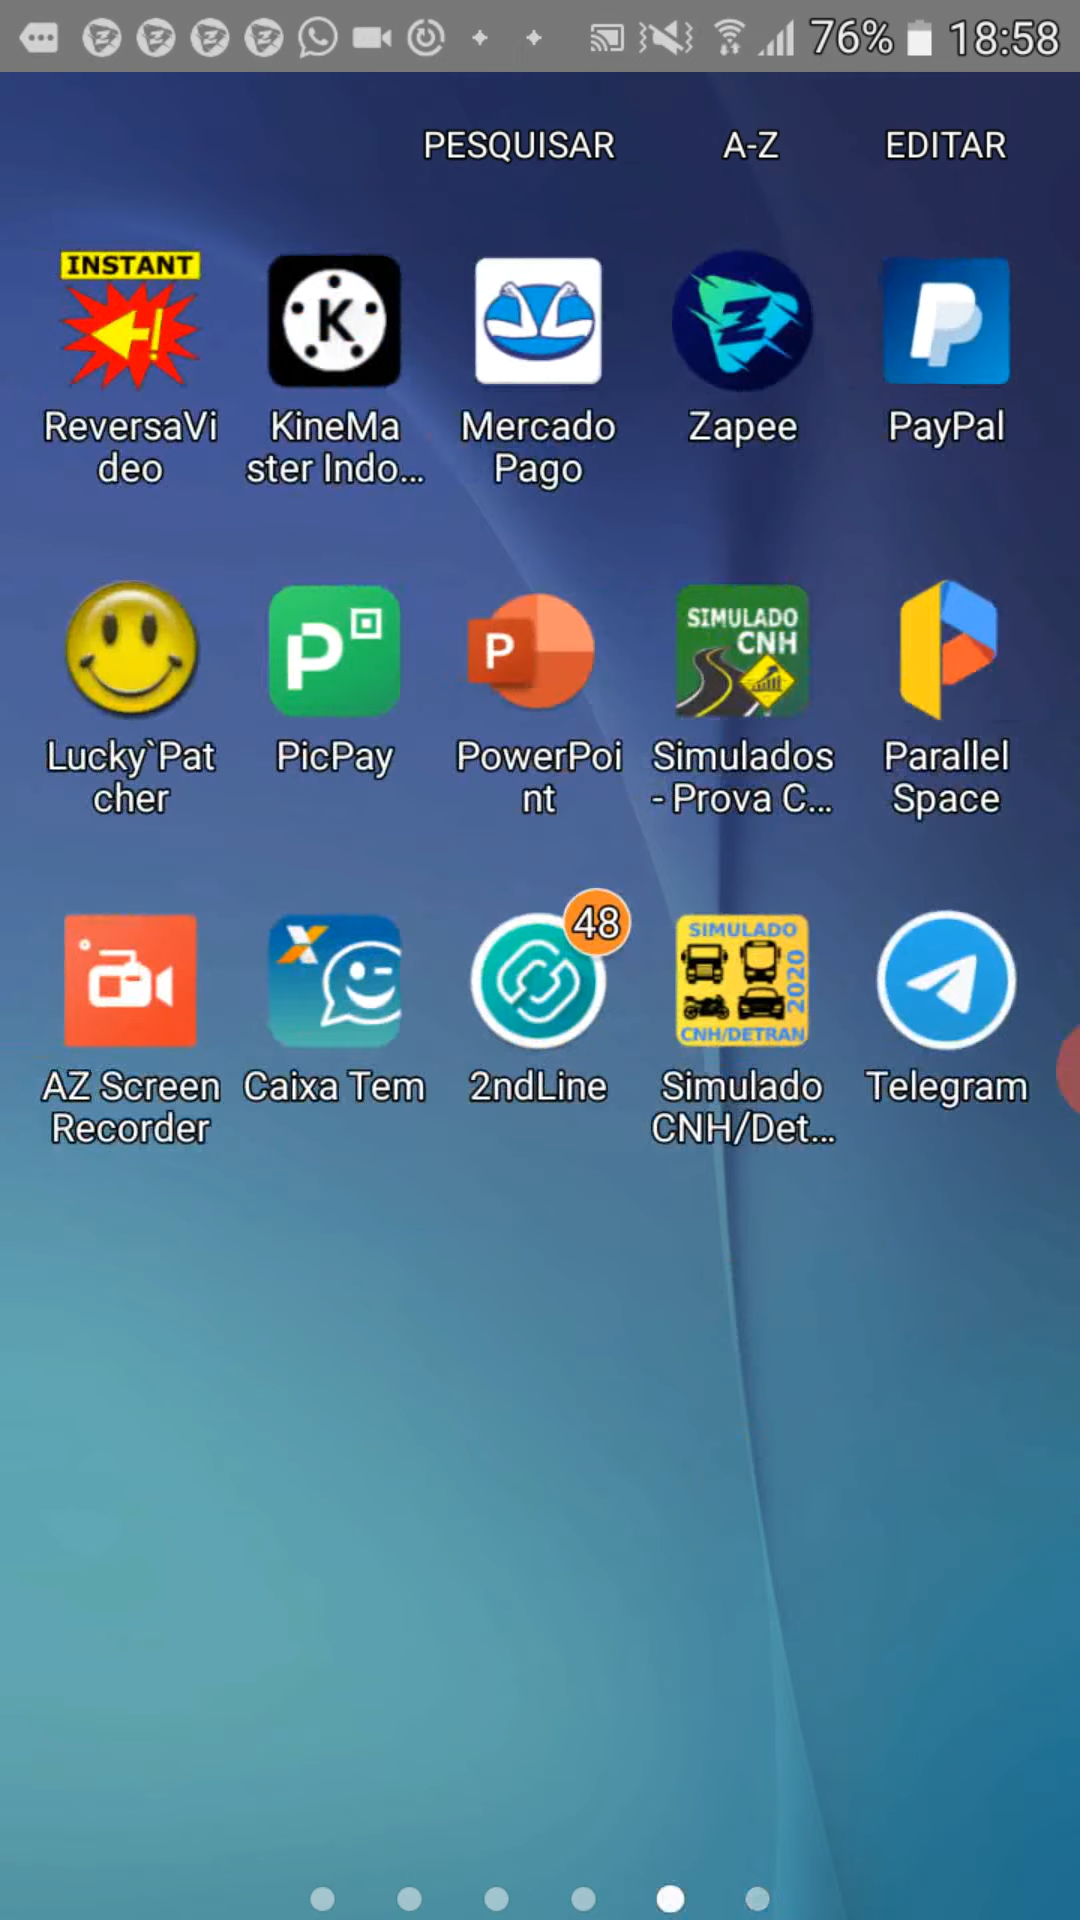 76% 18:58
PESQUISAR A-Z EDITAR
INSTANT
K
Z
P
ReversaVi
deo
KineMa
ster Indo...
Mercado
Pago
Zapee
PayPal
P
P
SIMULADO
CNH
Lucky`Pat
cher
PicPay
PowerPoi
nt
Simulados
- Prova C...
Parallel
Space
X
48
SIMULADO
2020
CNH/DETRAN
AZ Screen
Recorder
Caixa Tem
2ndLine
Simulado
CNH/Det...
Telegram